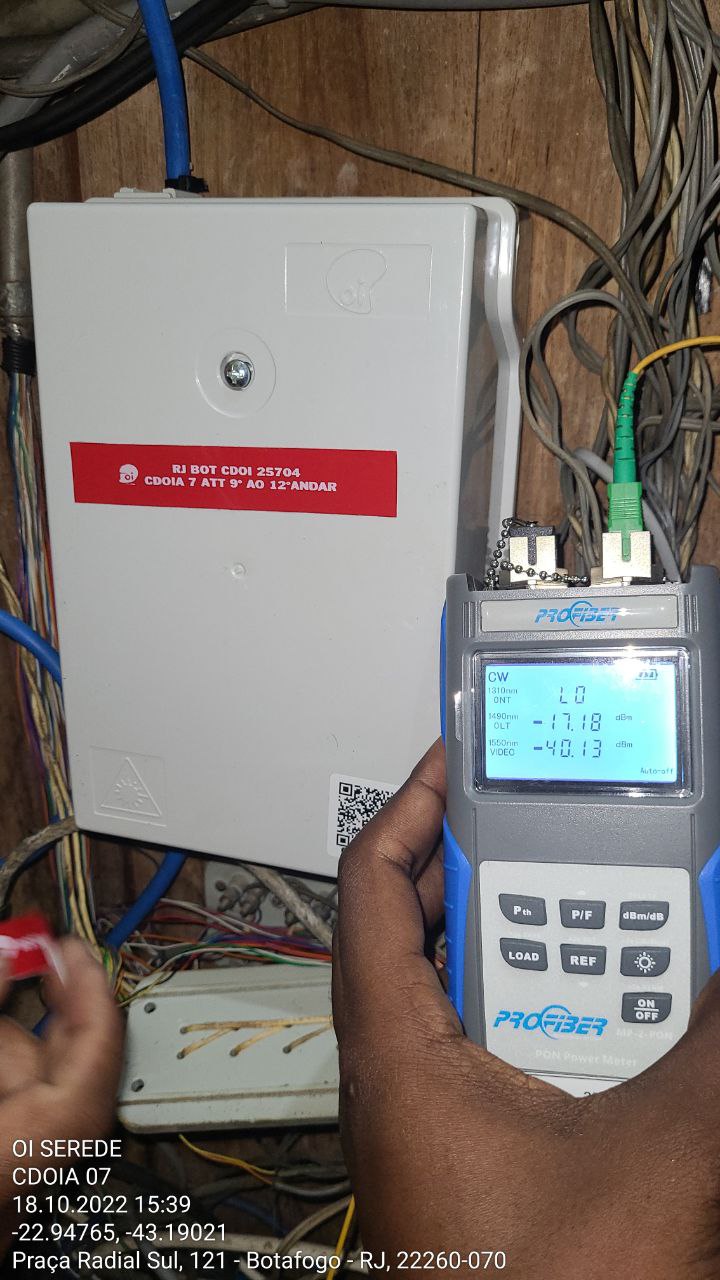 oi
oi RJ BOT CDOI 25704
CDOIA 7 ATT 9° AO 12°ANDAR
PROFIBER
CW
1310nm
ONT
LO
1490nm
OLT
-17.18
dBm
1550nm
VIDEO
-40.13
dBm
Auto-off
Pth
P/F
dBm/dB
LOAD
REF
ON
OFF
PROFIBER
MP-2-PON
PON Power Meter
OI SEREDE
CDOIA 07
18.10.2022 15:39
-22.94765, -43.19021
Praça Radial Sul, 121 - Botafogo - RJ, 22260-070